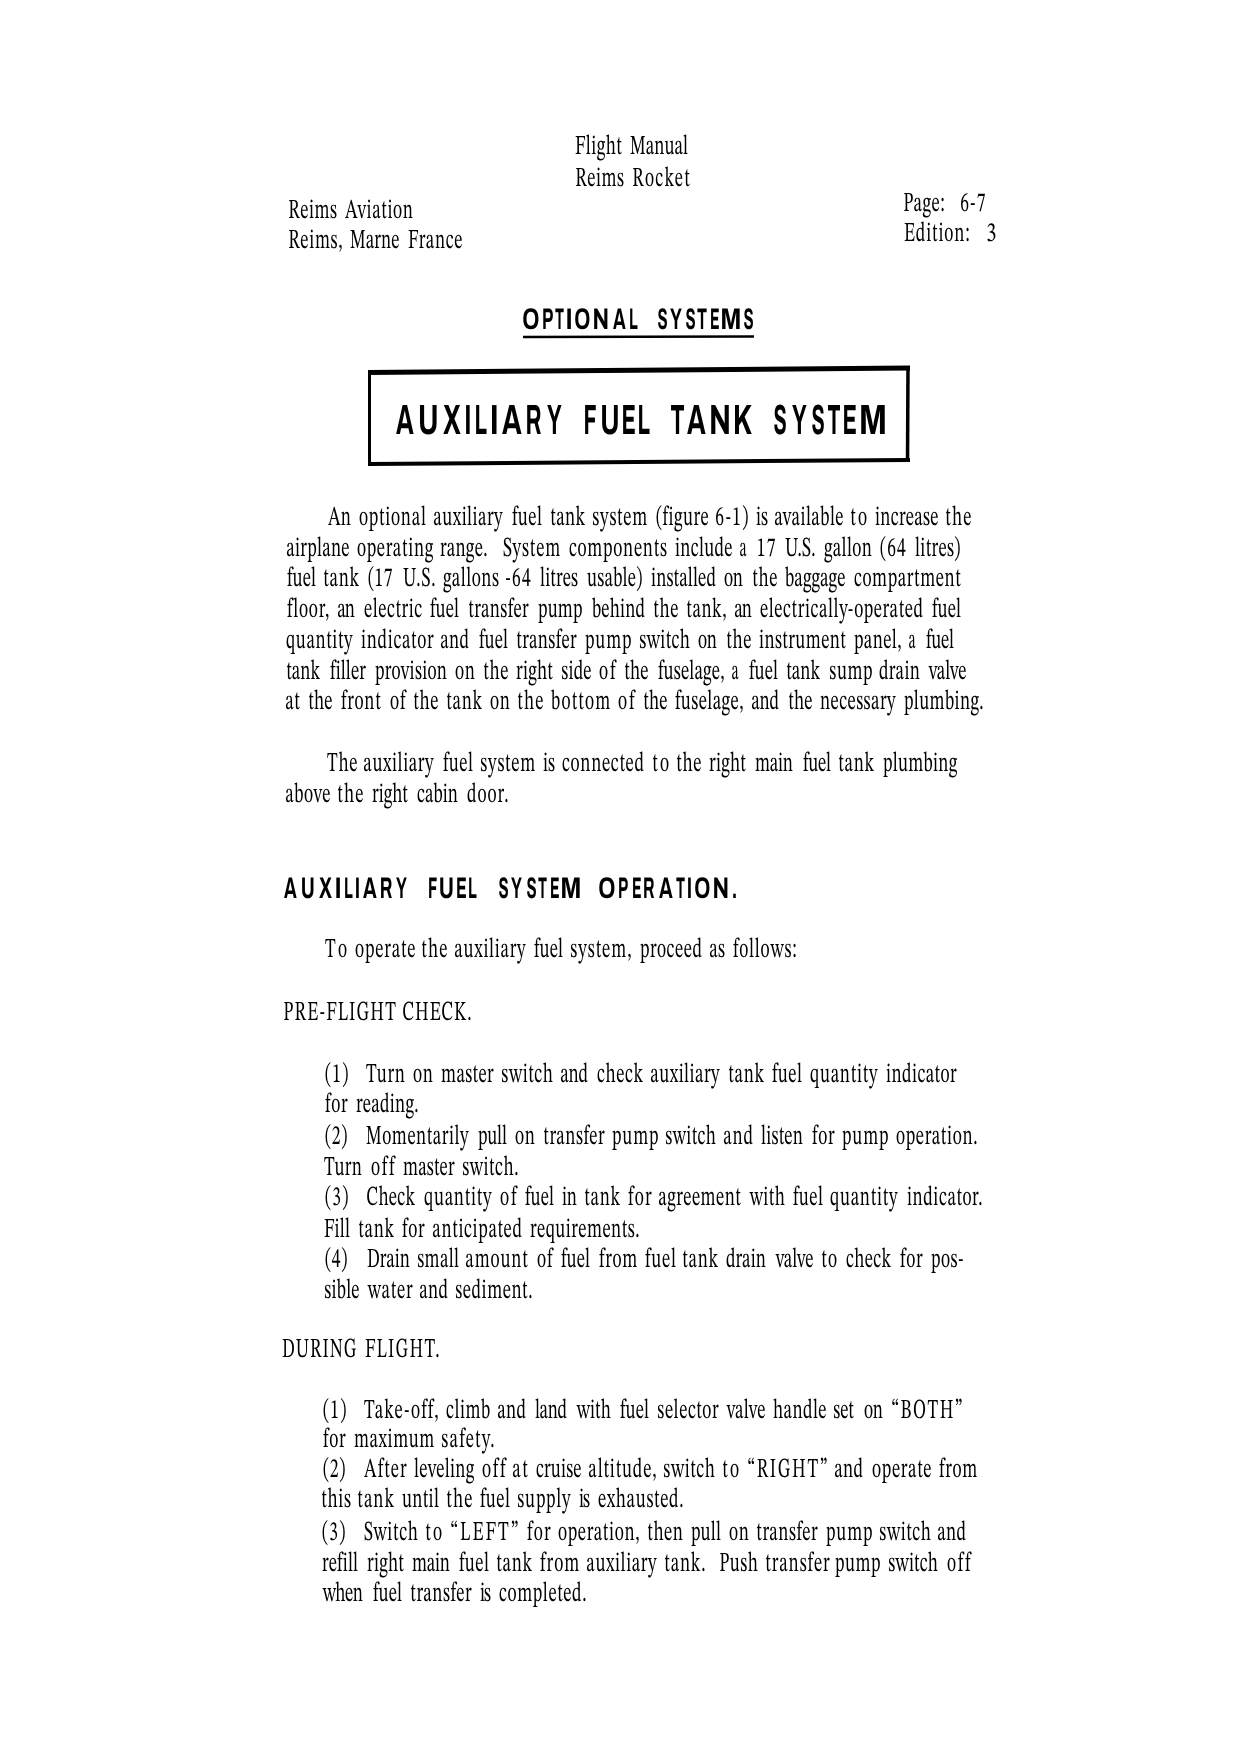 Flight Manual
Reims Rocket
Reims Aviation
Reims, Marne France
Page: 6-7
Edition: 3
OPTIONAL SYSTEMS
AUXILIARY FUEL TANK SYSTEM
An optional auxiliary fuel tank system (figure 6-1) is available to increase the
airplane operating range. System components include a 17 U.S. gallon (64 litres)
fuel tank (17 U.S. gallons -64 litres usable) installed on the baggage compartment
floor, an electric fuel transfer pump behind the tank, an electrically-operated fuel
quantity indicator and fuel transfer pump switch on the instrument panel, a fuel
tank filler provision on the right side of the fuselage, a fuel tank sump drain valve
at the front of the tank on the bottom of the fuselage, and the necessary plumbing.
The auxiliary fuel system is connected to the right main fuel tank plumbing
above the right cabin door.
AUXILIARY FUEL SYSTEM OPERATION.
To operate the auxiliary fuel system, proceed as follows:
PRE-FLIGHT CHECK.
(1) Turn on master switch and check auxiliary tank fuel quantity indicator
for reading.
(2) Momentarily pull on transfer pump switch and listen for pump operation.
Turn off master switch.
(3) Check quantity of fuel in tank for agreement with fuel quantity indicator.
Fill tank for anticipated requirements.
(4) Drain small amount of fuel from fuel tank drain valve to check for pos-
sible water and sediment.
DURING FLIGHT.
(1) Take-off, climb and land with fuel selector valve handle set on “BOTH”
for maximum safety.
(2) After leveling off at cruise altitude, switch to “RIGHT” and operate from
this tank until the fuel supply is exhausted.
(3) Switch to “LEFT” for operation, then pull on transfer pump switch and
refill right main fuel tank from auxiliary tank. Push transfer pump switch off
when fuel transfer is completed.